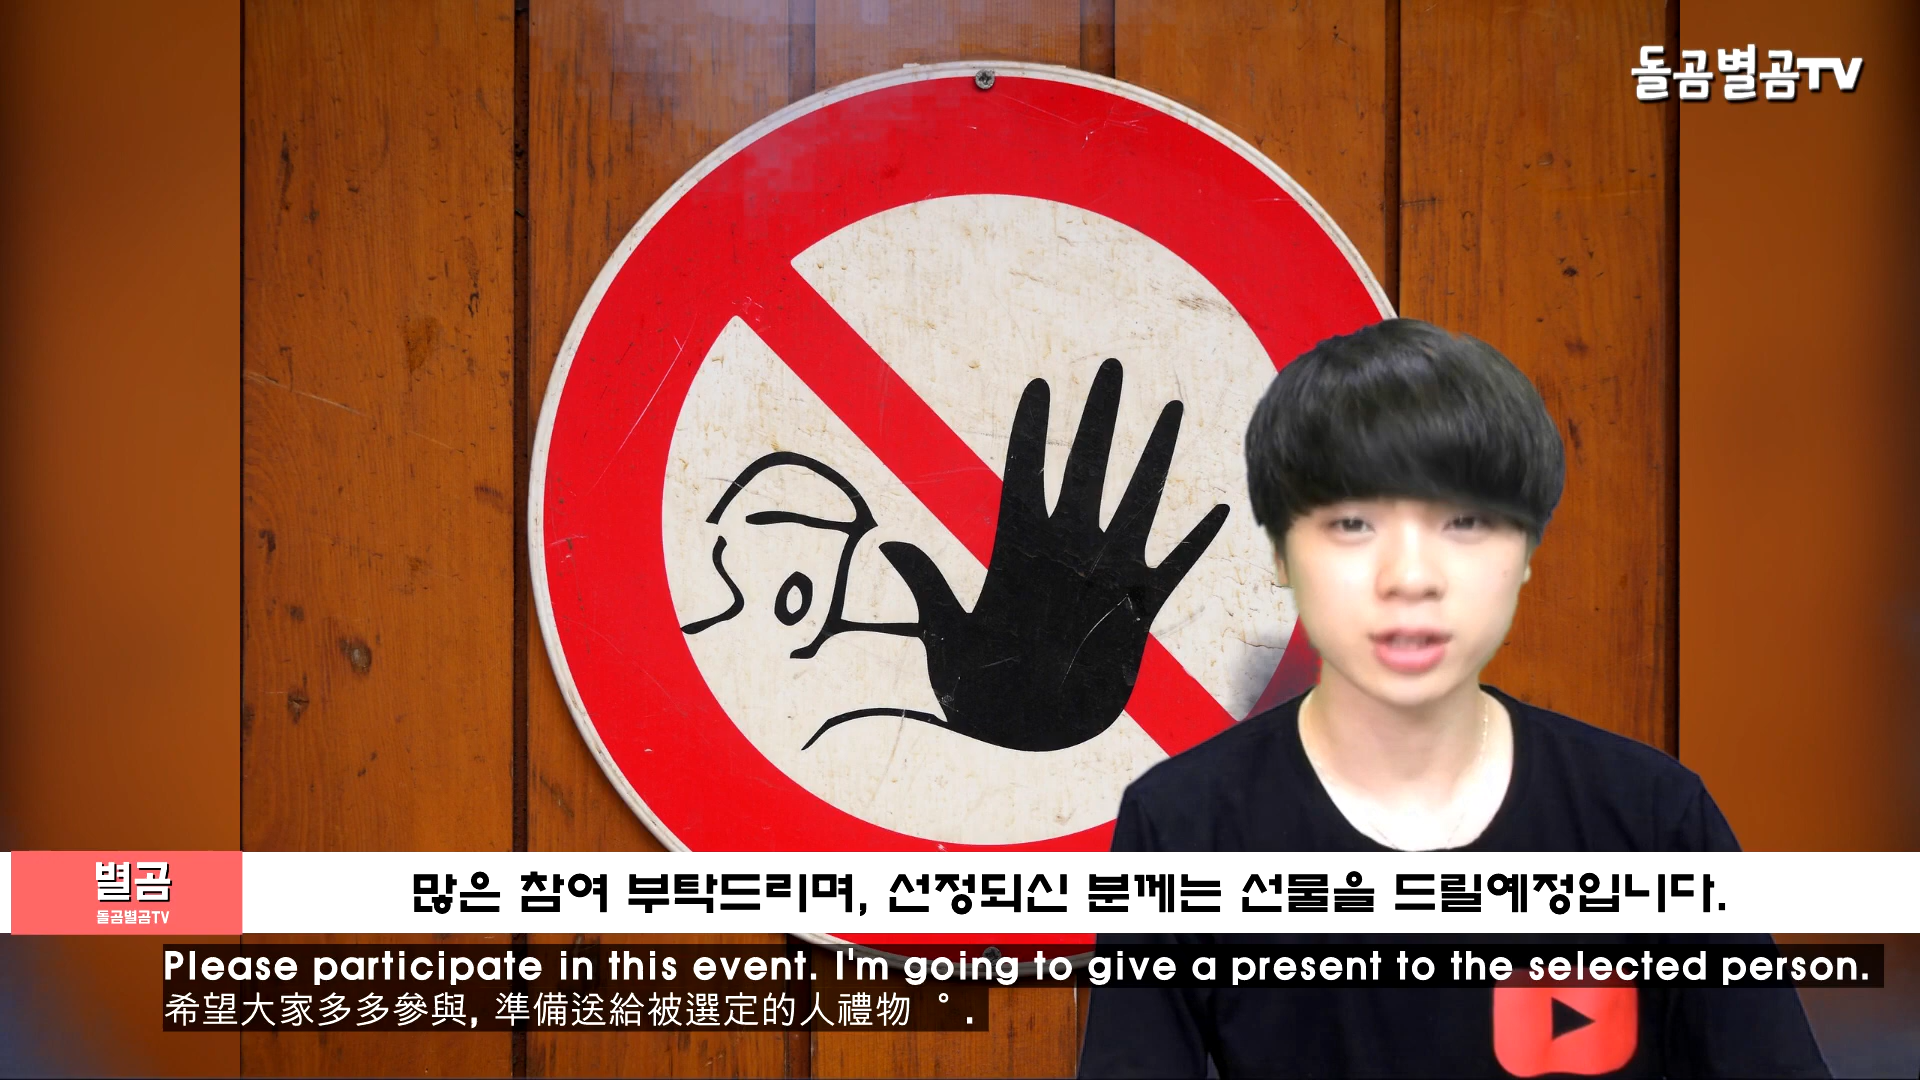 돌곰별곰TV
별곰
돌곰별곰TV
많은 참여 부탁드리며, 선정되신 분께는 선물을 드릴예정입니다.
Please participate in this event. I'm going to give a present to the selected person.
希望大家多多參與, 準備送給被選定的人禮物 ° .